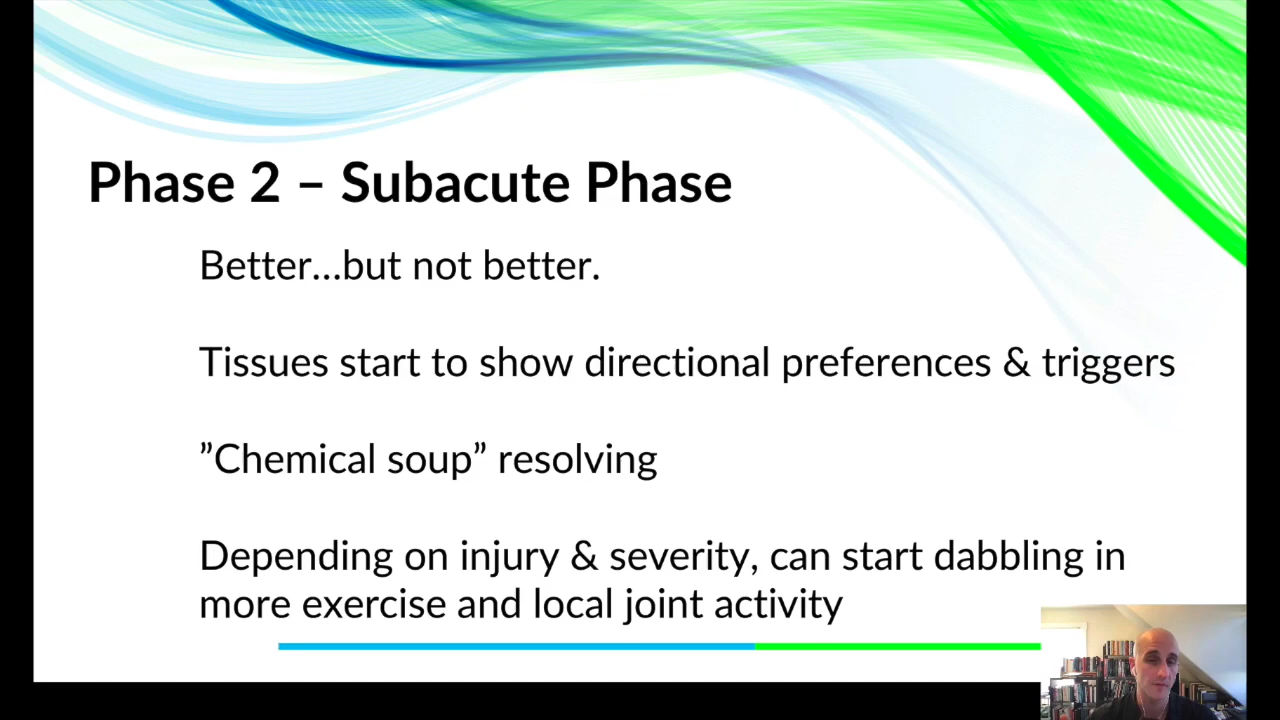 Phase 2 – Subacute Phase
Better...but not better.
Tissues start to show directional preferences & triggers
”Chemical soup” resolving
Depending on injury & severity, can start dabbling in
more exercise and local joint activity